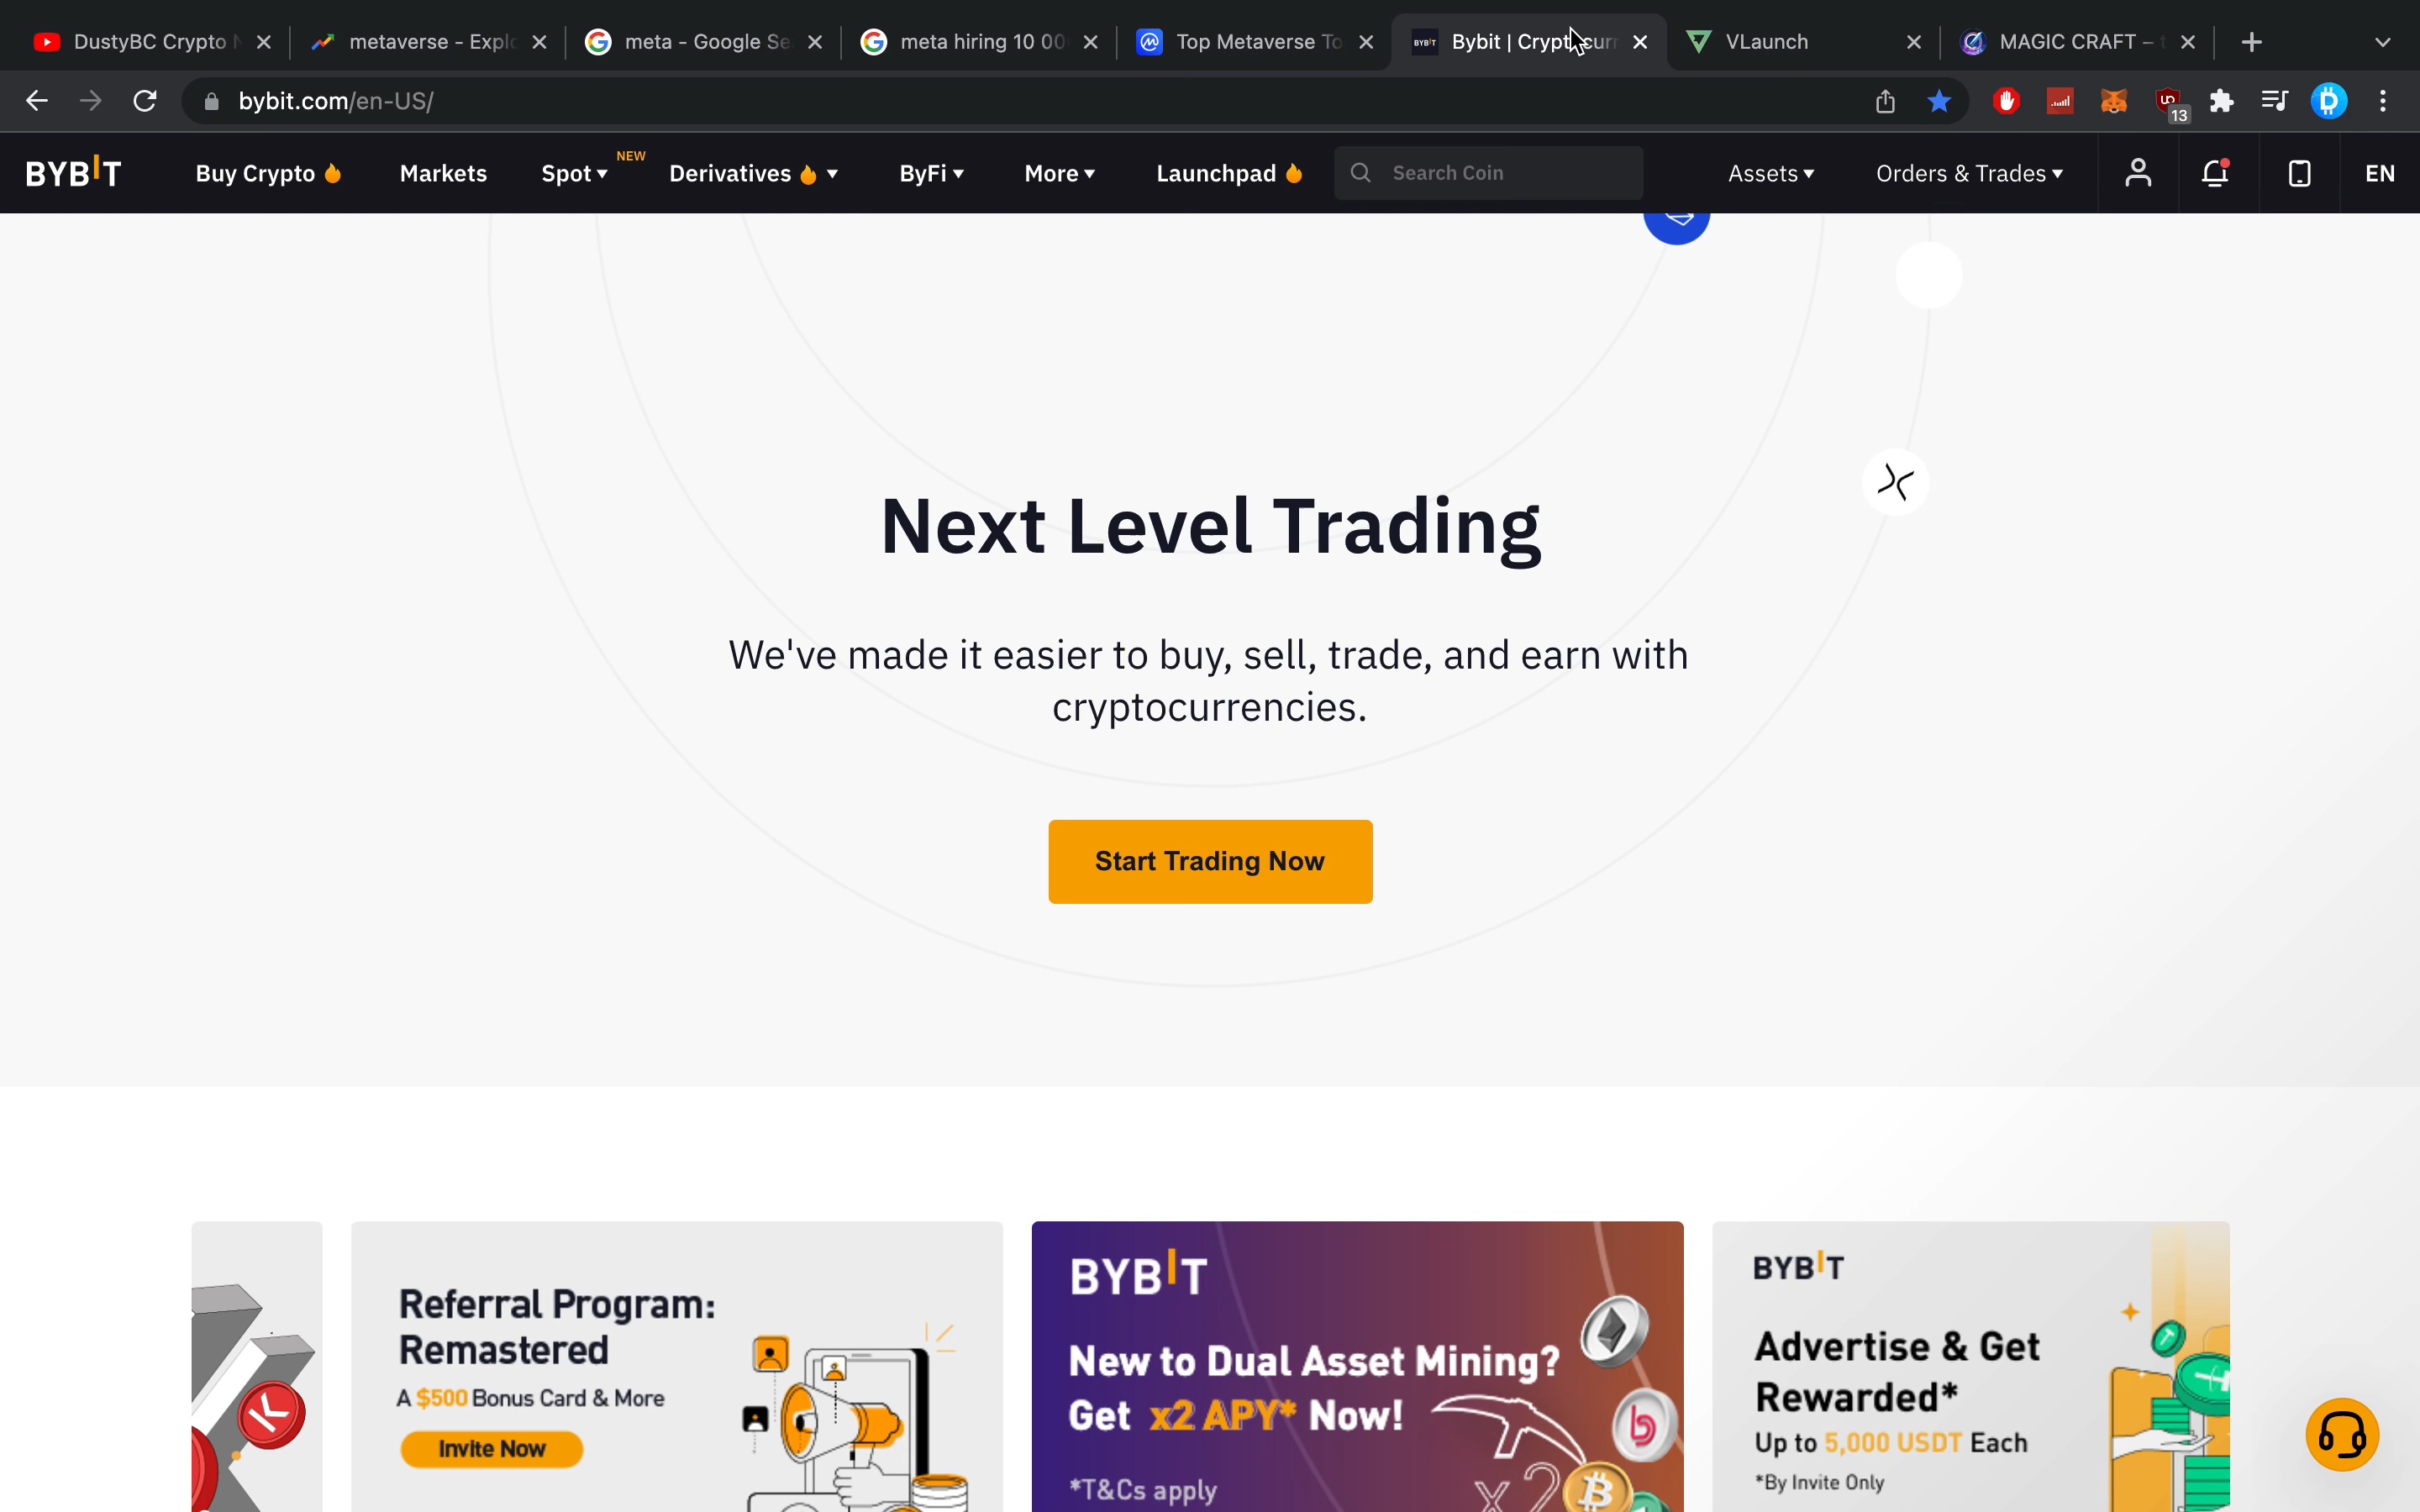 DustyBC Crypto
metaverse - Explo
meta - Google Se
meta hiring 10 00
Top Metaverse To
Bybit | Cryptocurr
VLaunch
MAGIC CRAFT – t
bybit.com/en-US/
13
BYBIT
Buy Crypto
Markets
Spot
NEW
Derivatives
ByFi
More
Launchpad
Search Coin
Assets
Orders & Trades
EN
Next Level Trading
We've made it easier to buy, sell, trade, and earn with
cryptocurrencies.
Start Trading Now
Referral Program:
Remastered
A $500 Bonus Card & More
Invite Now
BYBIT
New to Dual Asset Mining?
Get x2 APY* Now!
*T&Cs apply
x2
BYBIT
Advertise & Get
Rewarded*
Up to 5,000 USDT Each
*By Invite Only